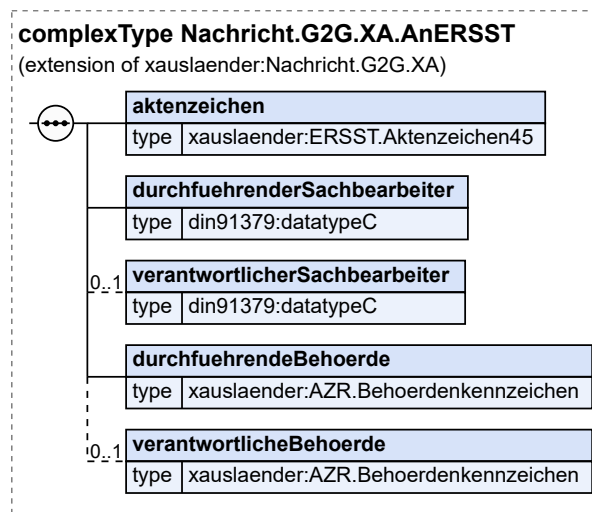 complexType Nachricht.G2G.XA.AnERSST
(extension of xauslaender:Nachricht.G2G.XA)
aktenzeichen
type xauslaender:ERSST.Aktenzeichen45
durchfuehrenderSachbearbeiter
type din91379:datatypeC
0..1 verantwortlicherSachbearbeiter
type din91379:datatypeC
durchfuehrendeBehoerde
type xauslaender:AZR.Behoerdenkennzeichen
0..1 verantwortlicheBehoerde
type xauslaender:AZR.Behoerdenkennzeichen